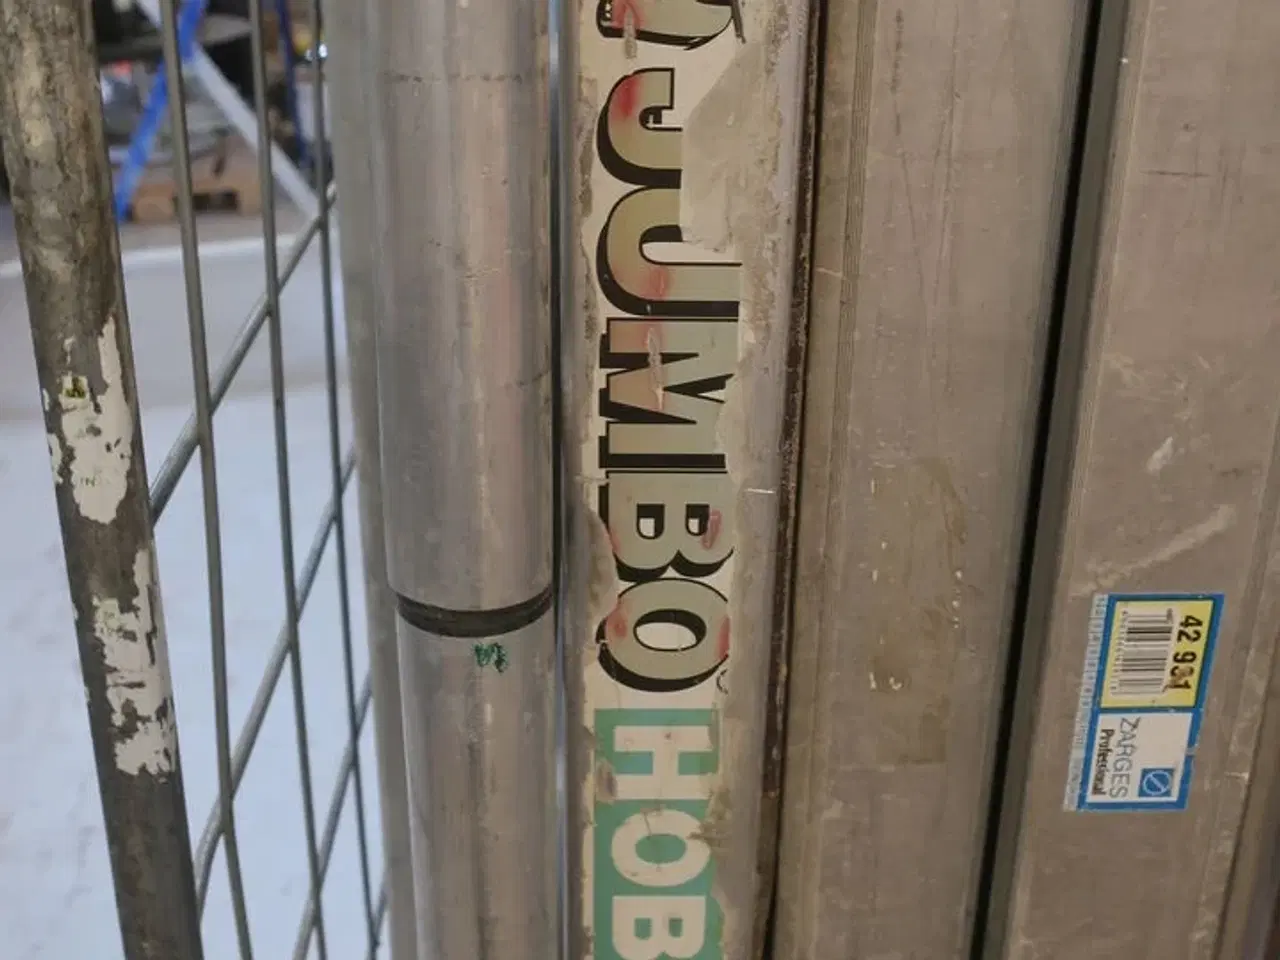 JUMBO
HOB
42 931
ZARGES
Professional